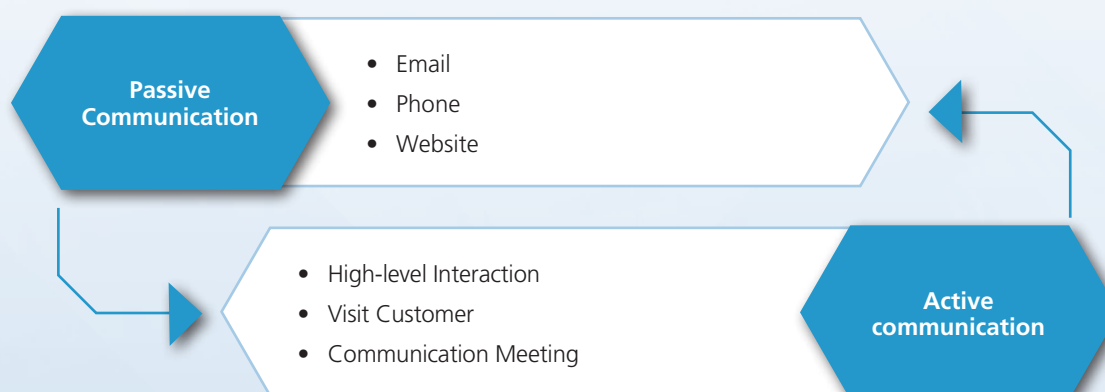 Passive
Communication
• Email
• Phone
• Website
• High-level Interaction
• Visit Customer
• Communication Meeting
Active
communication